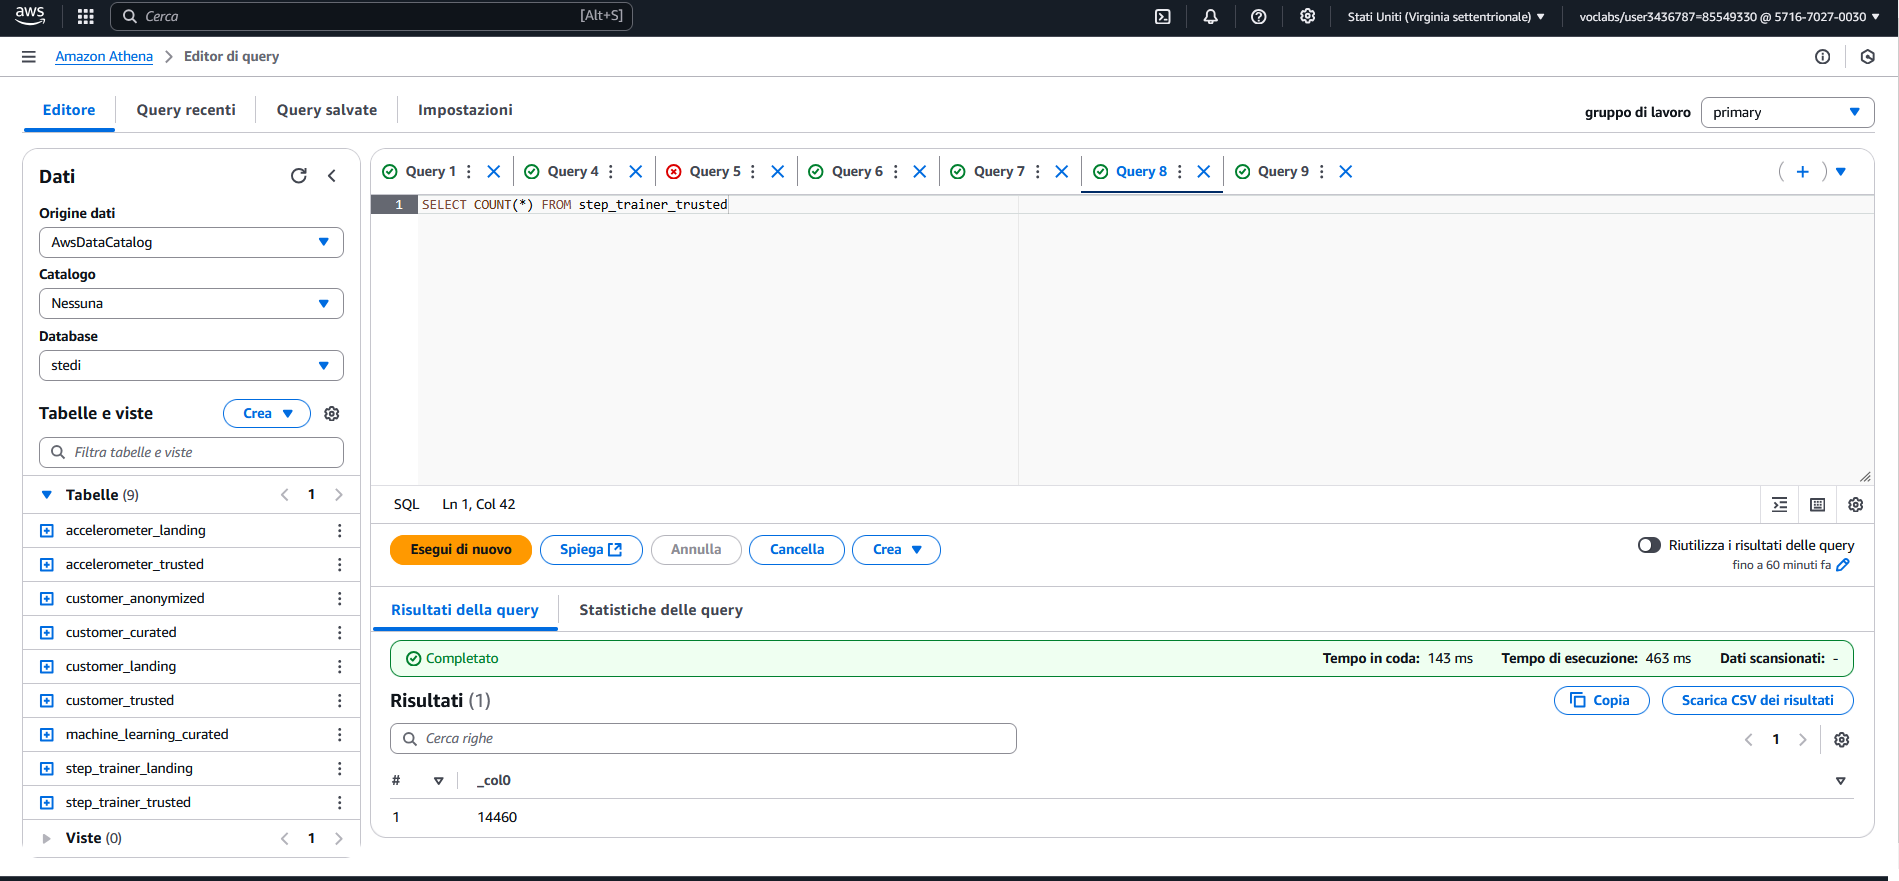 aws
Cerca
[Alt+S]
Stati Uniti (Virginia settentrionale)
voclabs/user3436787=85549330 @ 5716-7027-0030
Amazon Athena
Editor di query
Editore
Query recenti
Query salvate
Impostazioni
gruppo di lavoro
primary
Dati
Origine dati
AwsDataCatalog
Catalogo
Nessuna
Database
stedi
Tabelle e viste
Crea
Filtra tabelle e viste
Tabelle (9)
1
accelerometer_landing
accelerometer_trusted
customer_anonymized
customer_curated
customer_landing
customer_trusted
machine_learning_curated
step_trainer_landing
step_trainer_trusted
Viste (0)
1
Query 1
Query 4
Query 5
Query 6
Query 7
Query 8
Query 9
1 SELECT COUNT(*) FROM step_trainer_trusted
SQL
Ln 1, Col 42
Esegui di nuovo
Spiega
Annulla
Cancella
Crea
Riutilizza i risultati delle query
fino a 60 minuti fa
Risultati della query
Statistiche delle query
Completato
Tempo in coda: 143 ms
Tempo di esecuzione: 463 ms
Dati scansionati: -
Risultati (1)
Copia
Scarica CSV dei risultati
Cerca righe
1
# _col0
1 14460